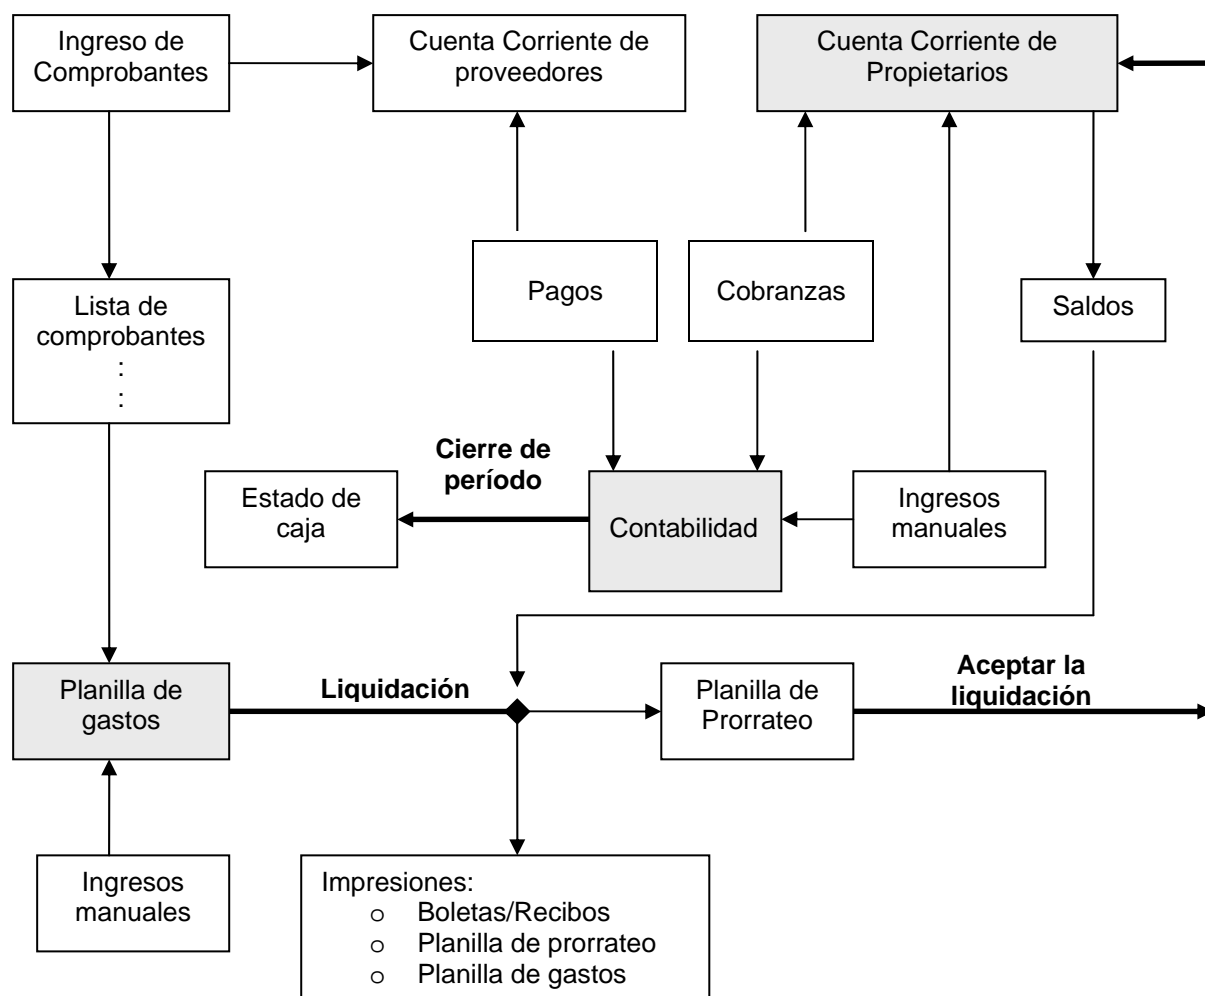 Ingreso de
Comprobantes
Cuenta Corriente de
proveedores
Cuenta Corriente de
Propietarios
Pagos
Cobranzas
Saldos
Lista de
comprobantes
:
:
Cierre de
período
Estado de
caja
Contabilidad
Ingresos
manuales
Planilla de
gastos
Liquidación
Planilla de
Prorrateo
Aceptar la
liquidación
Ingresos
manuales
Impresiones:
o Boletas/Recibos
o Planilla de prorrateo
o Planilla de gastos